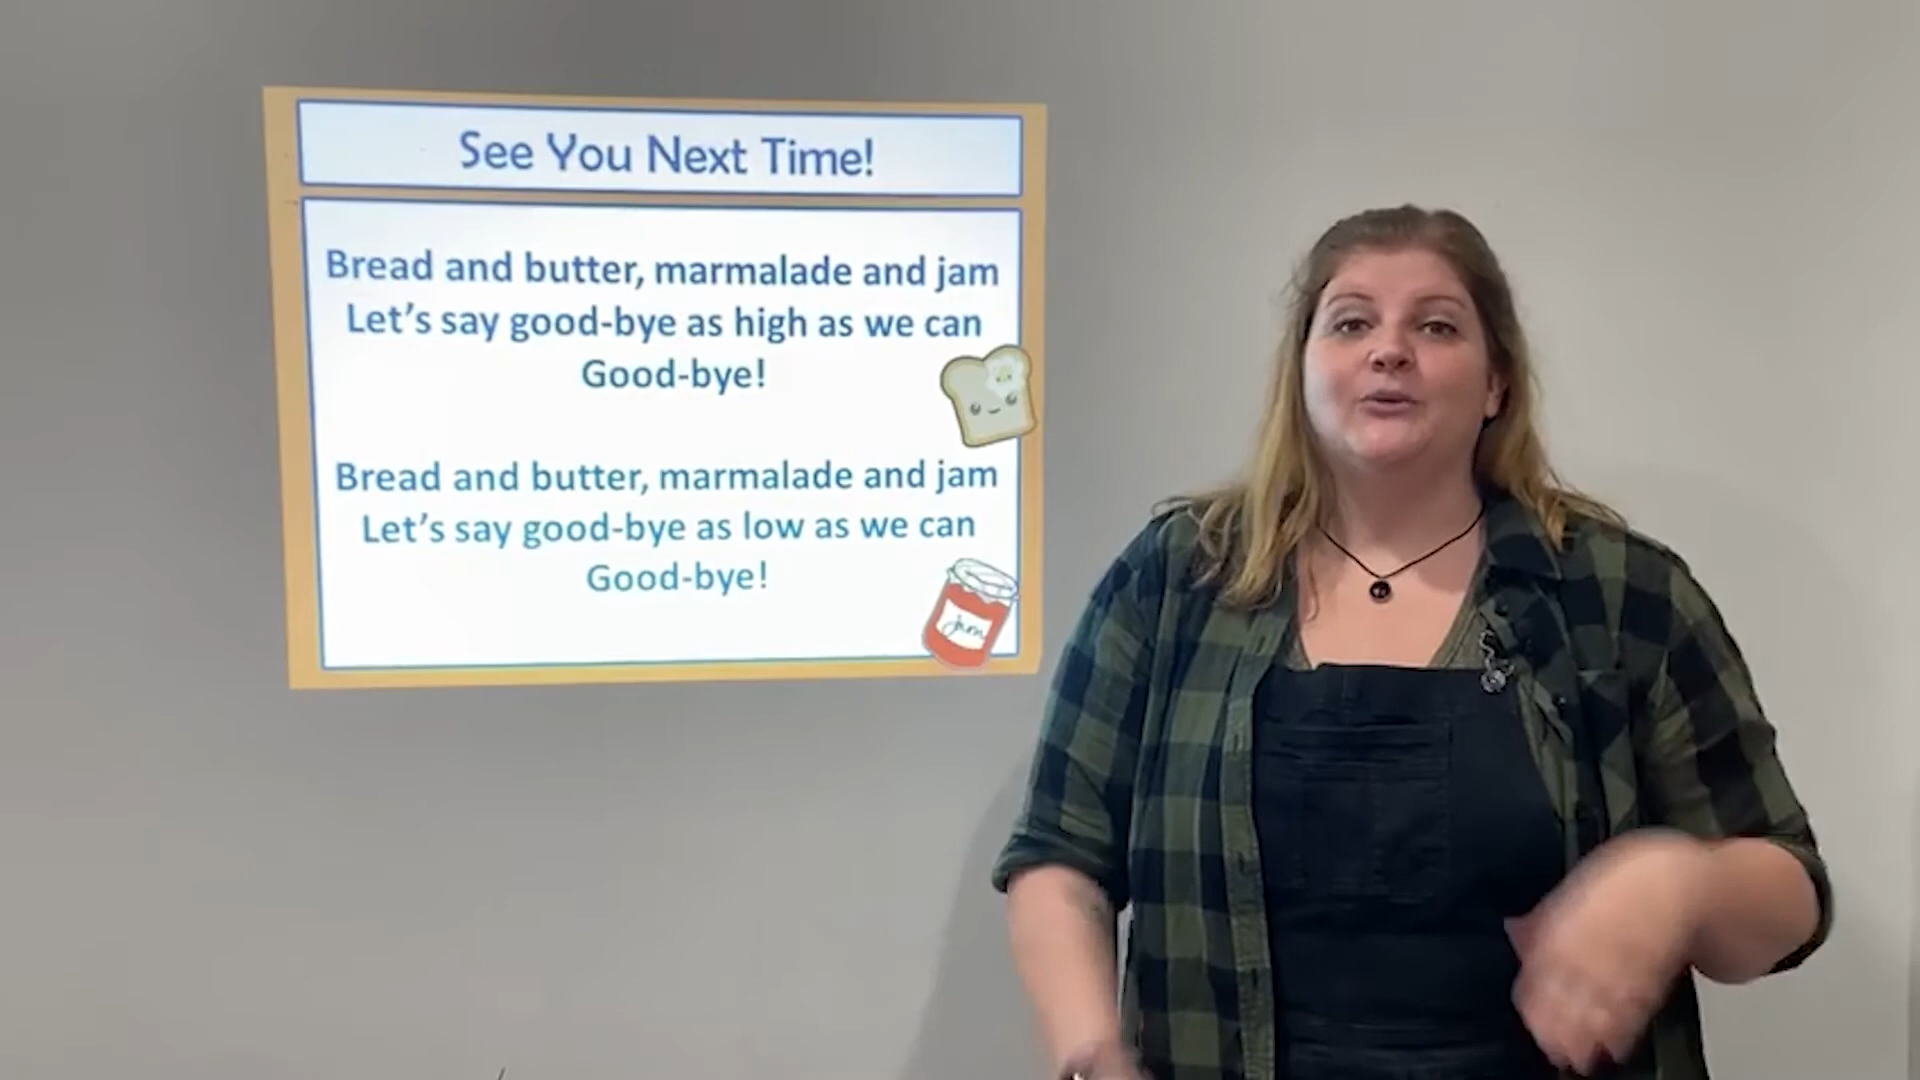 See You Next Time!
Bread and butter, marmalade and jam
Let's say good-bye as high as we can
Good-bye!
Bread and butter, marmalade and jam
Let's say good-bye as low as we can
Good-bye!
jam